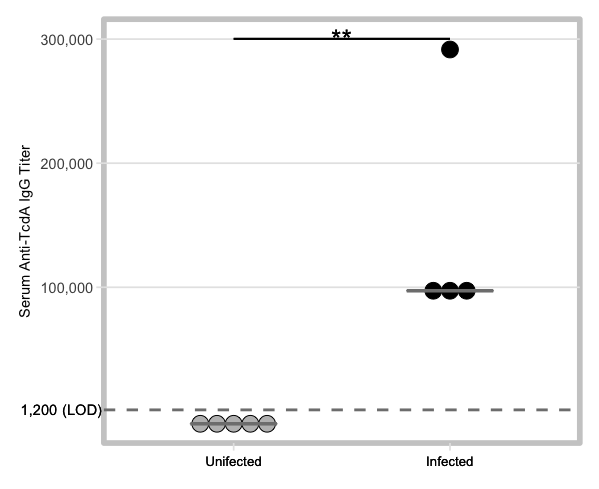 **
300,000
200,000
100,000
1,200 (LOD)
Serum Anti-TcdA IgG Titer
Unifected
Infected